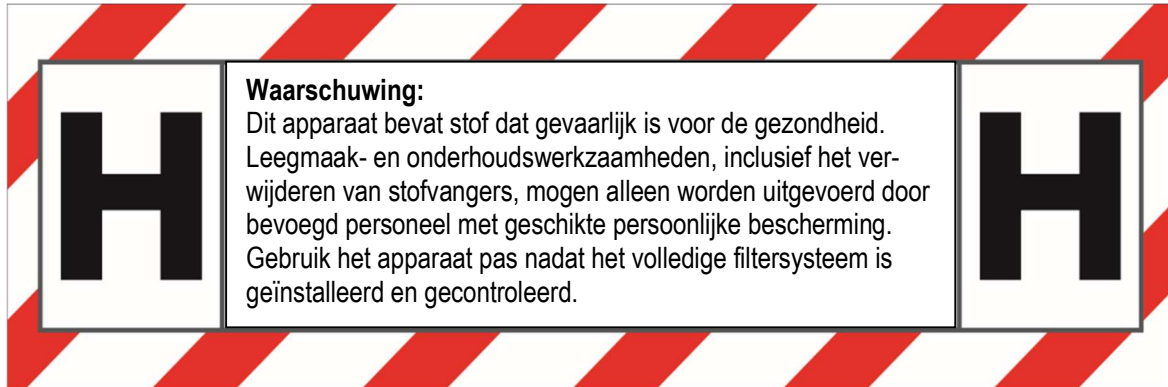 H
Waarschuwing:
Dit apparaat bevat stof dat gevaarlijk is voor de gezondheid.
Leegmaak- en onderhoudswerkzaamheden, inclusief het ver-
wijderen van stofvangers, mogen alleen worden uitgevoerd door
bevoegd personeel met geschikte persoonlijke bescherming.
Gebruik het apparaat pas nadat het volledige filtersysteem is
geïnstalleerd en gecontroleerd.
H